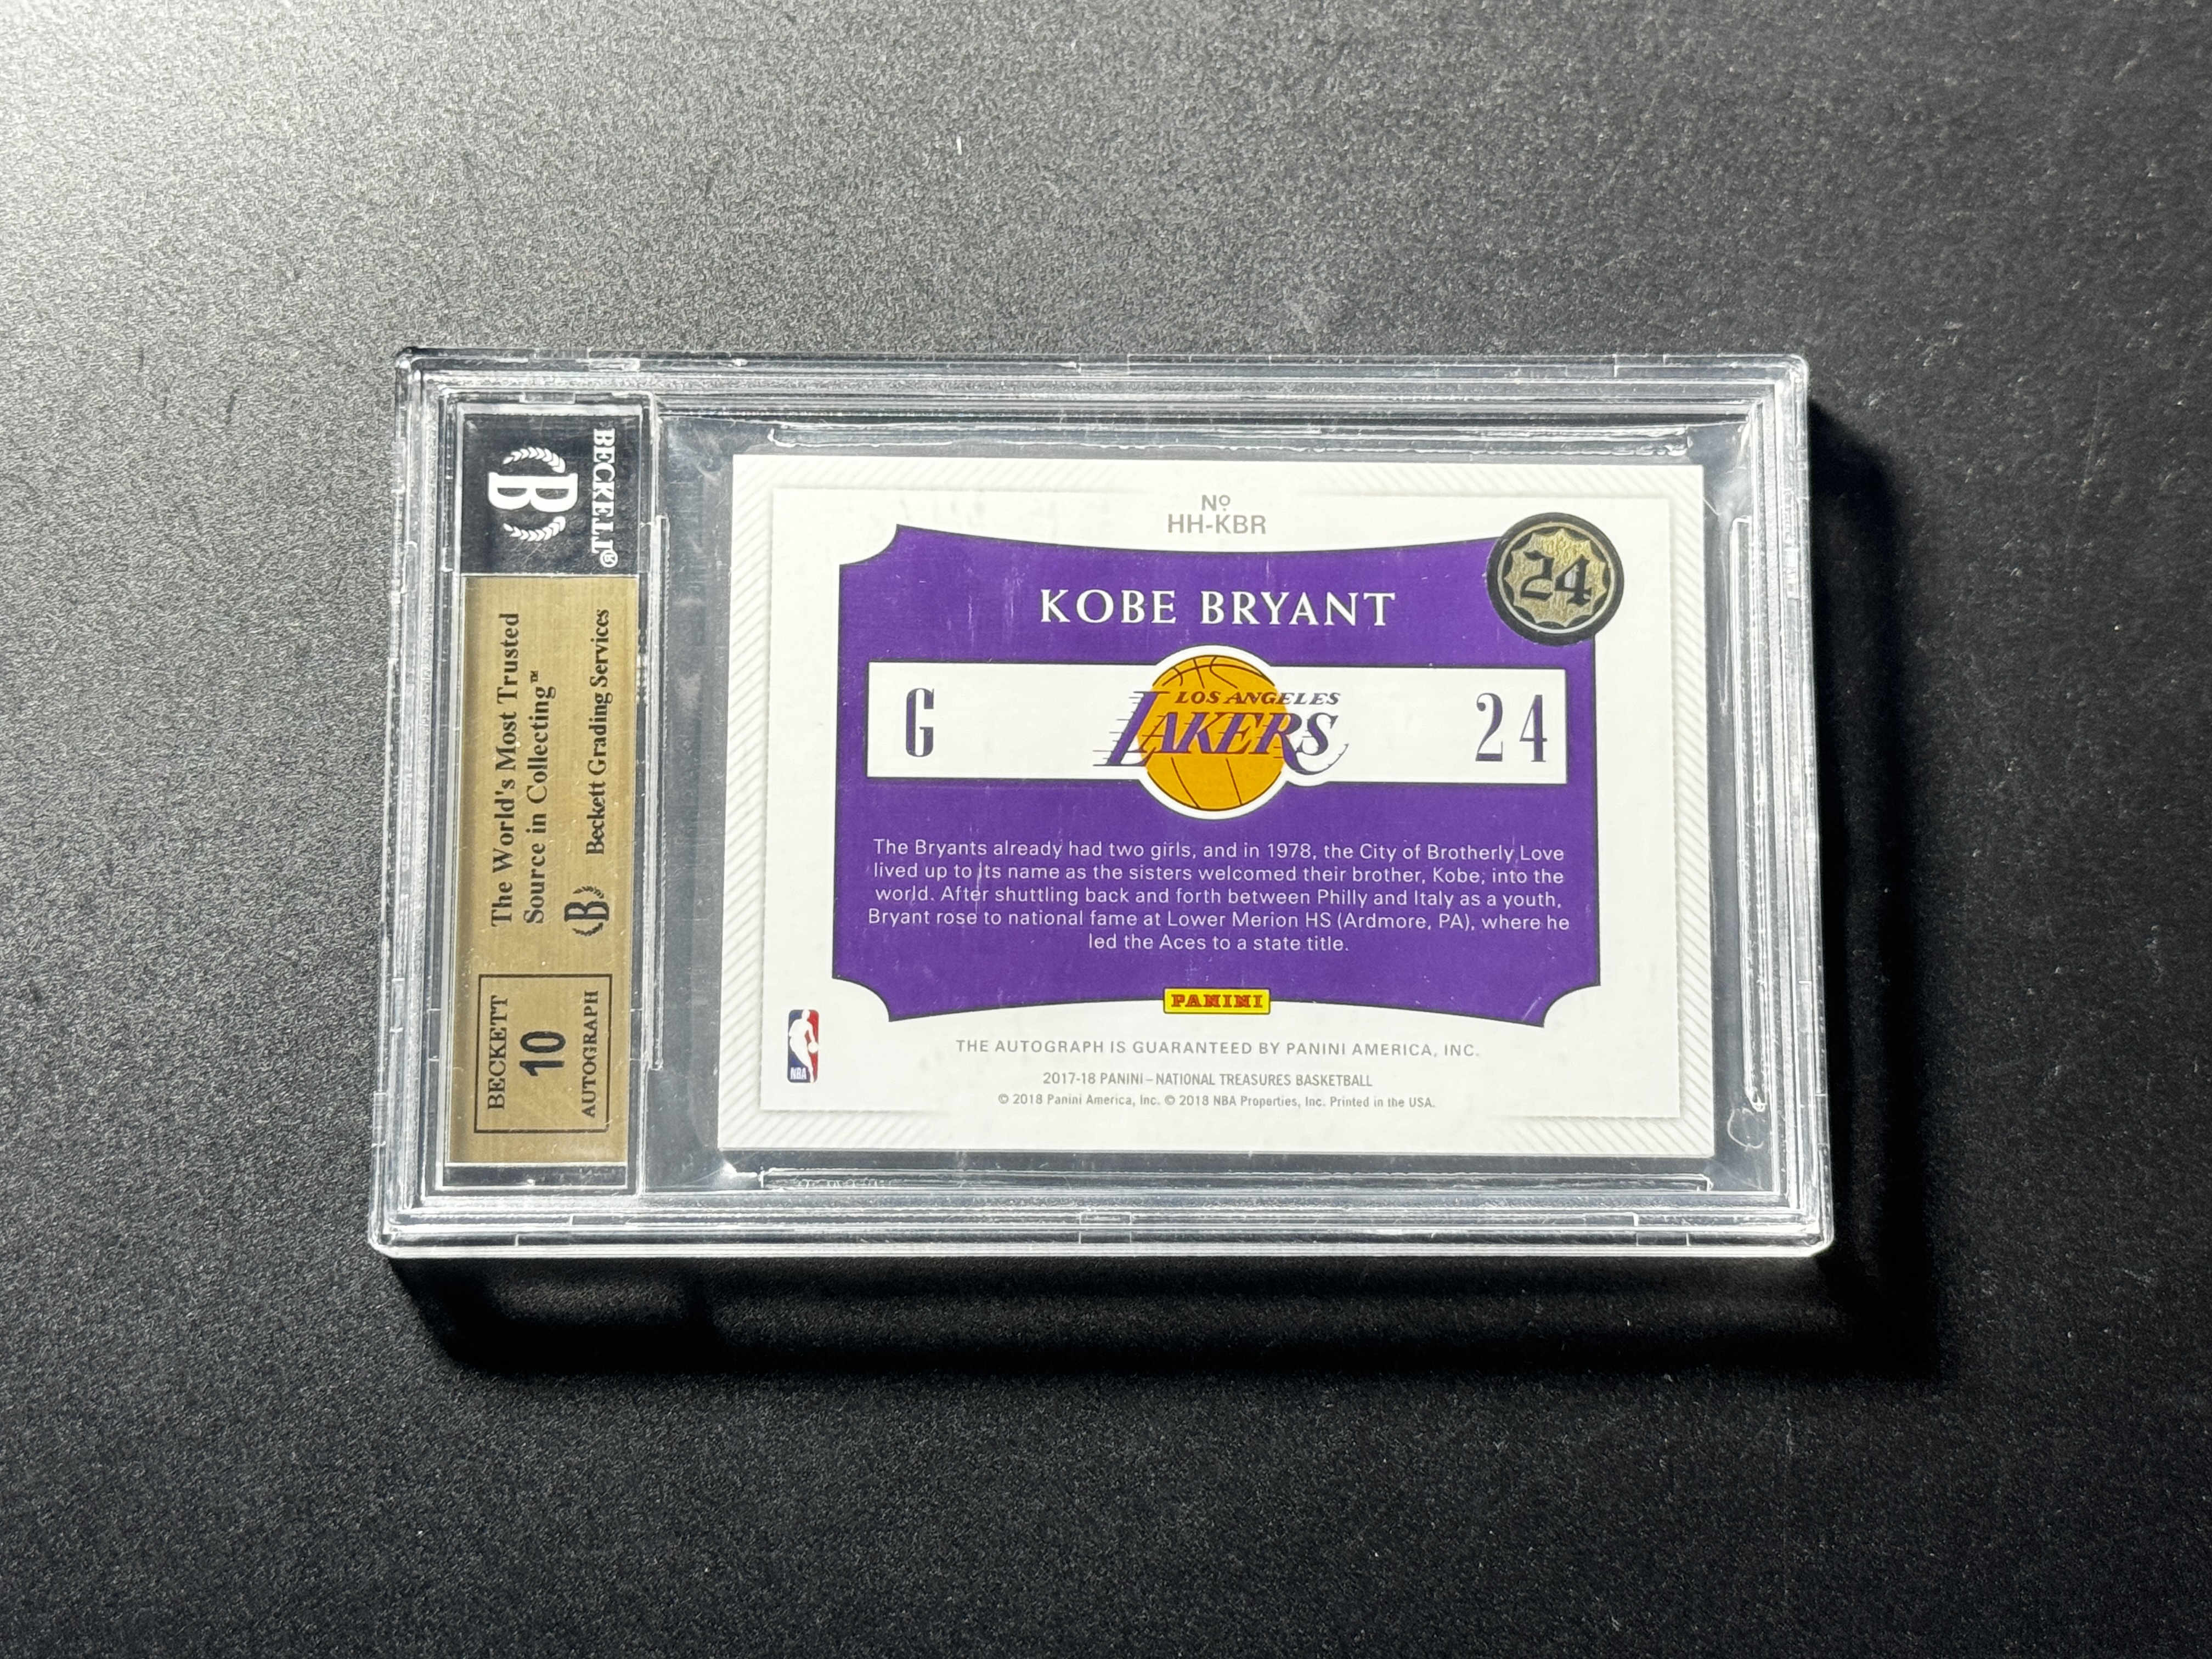 BECKETT®
B
The World's Most Trusted
Source in Collecting™
B Beckett Grading Services
BECKETT
10
AUTOGRAPH
Nº
HH-KBR
24
KOBE BRYANT
G
LOS ANGELES
LAKERS
24
The Bryants already had two girls, and in 1978, the City of Brotherly Love
lived up to its name as the sisters welcomed their brother, Kobe, into the
world. After shuttling back and forth between Philly and Italy as a youth,
Bryant rose to national fame at Lower Merion HS (Ardmore, PA), where he
led the Aces to a state title.
PANINI
NBA
THE AUTOGRAPH IS GUARANTEED BY PANINI AMERICA, INC.
2017-18 PANINI – NATIONAL TREASURES BASKETBALL
© 2018 Panini America, Inc. © 2018 NBA Properties, Inc. Printed in the USA.